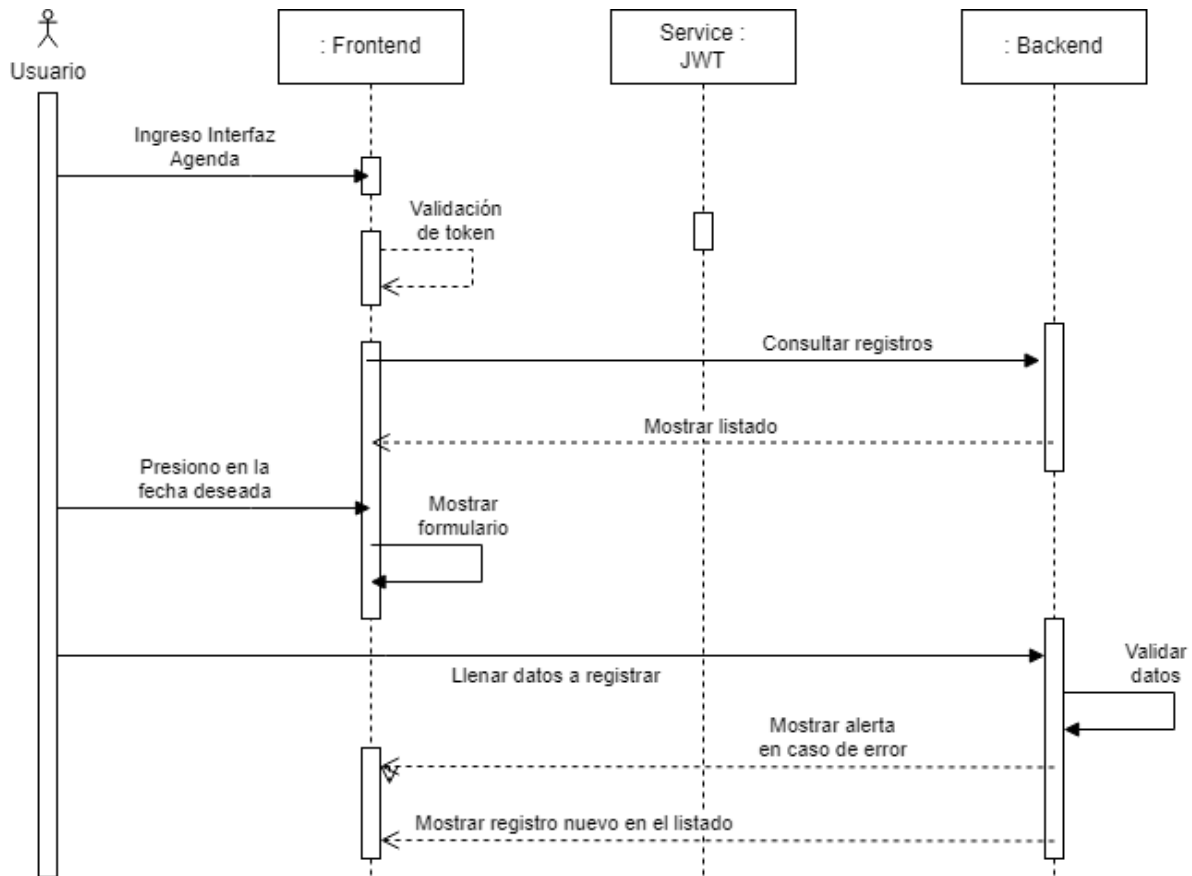 Usuario
: Frontend
Service :
JWT
: Backend
Ingreso Interfaz
Agenda
Validación
de token
Consultar registros
Mostrar listado
Presiono en la
fecha deseada
Mostrar
formulario
Llenar datos a registrar
Validar
datos
Mostrar alerta
en caso de error
Mostrar registro nuevo en el listado